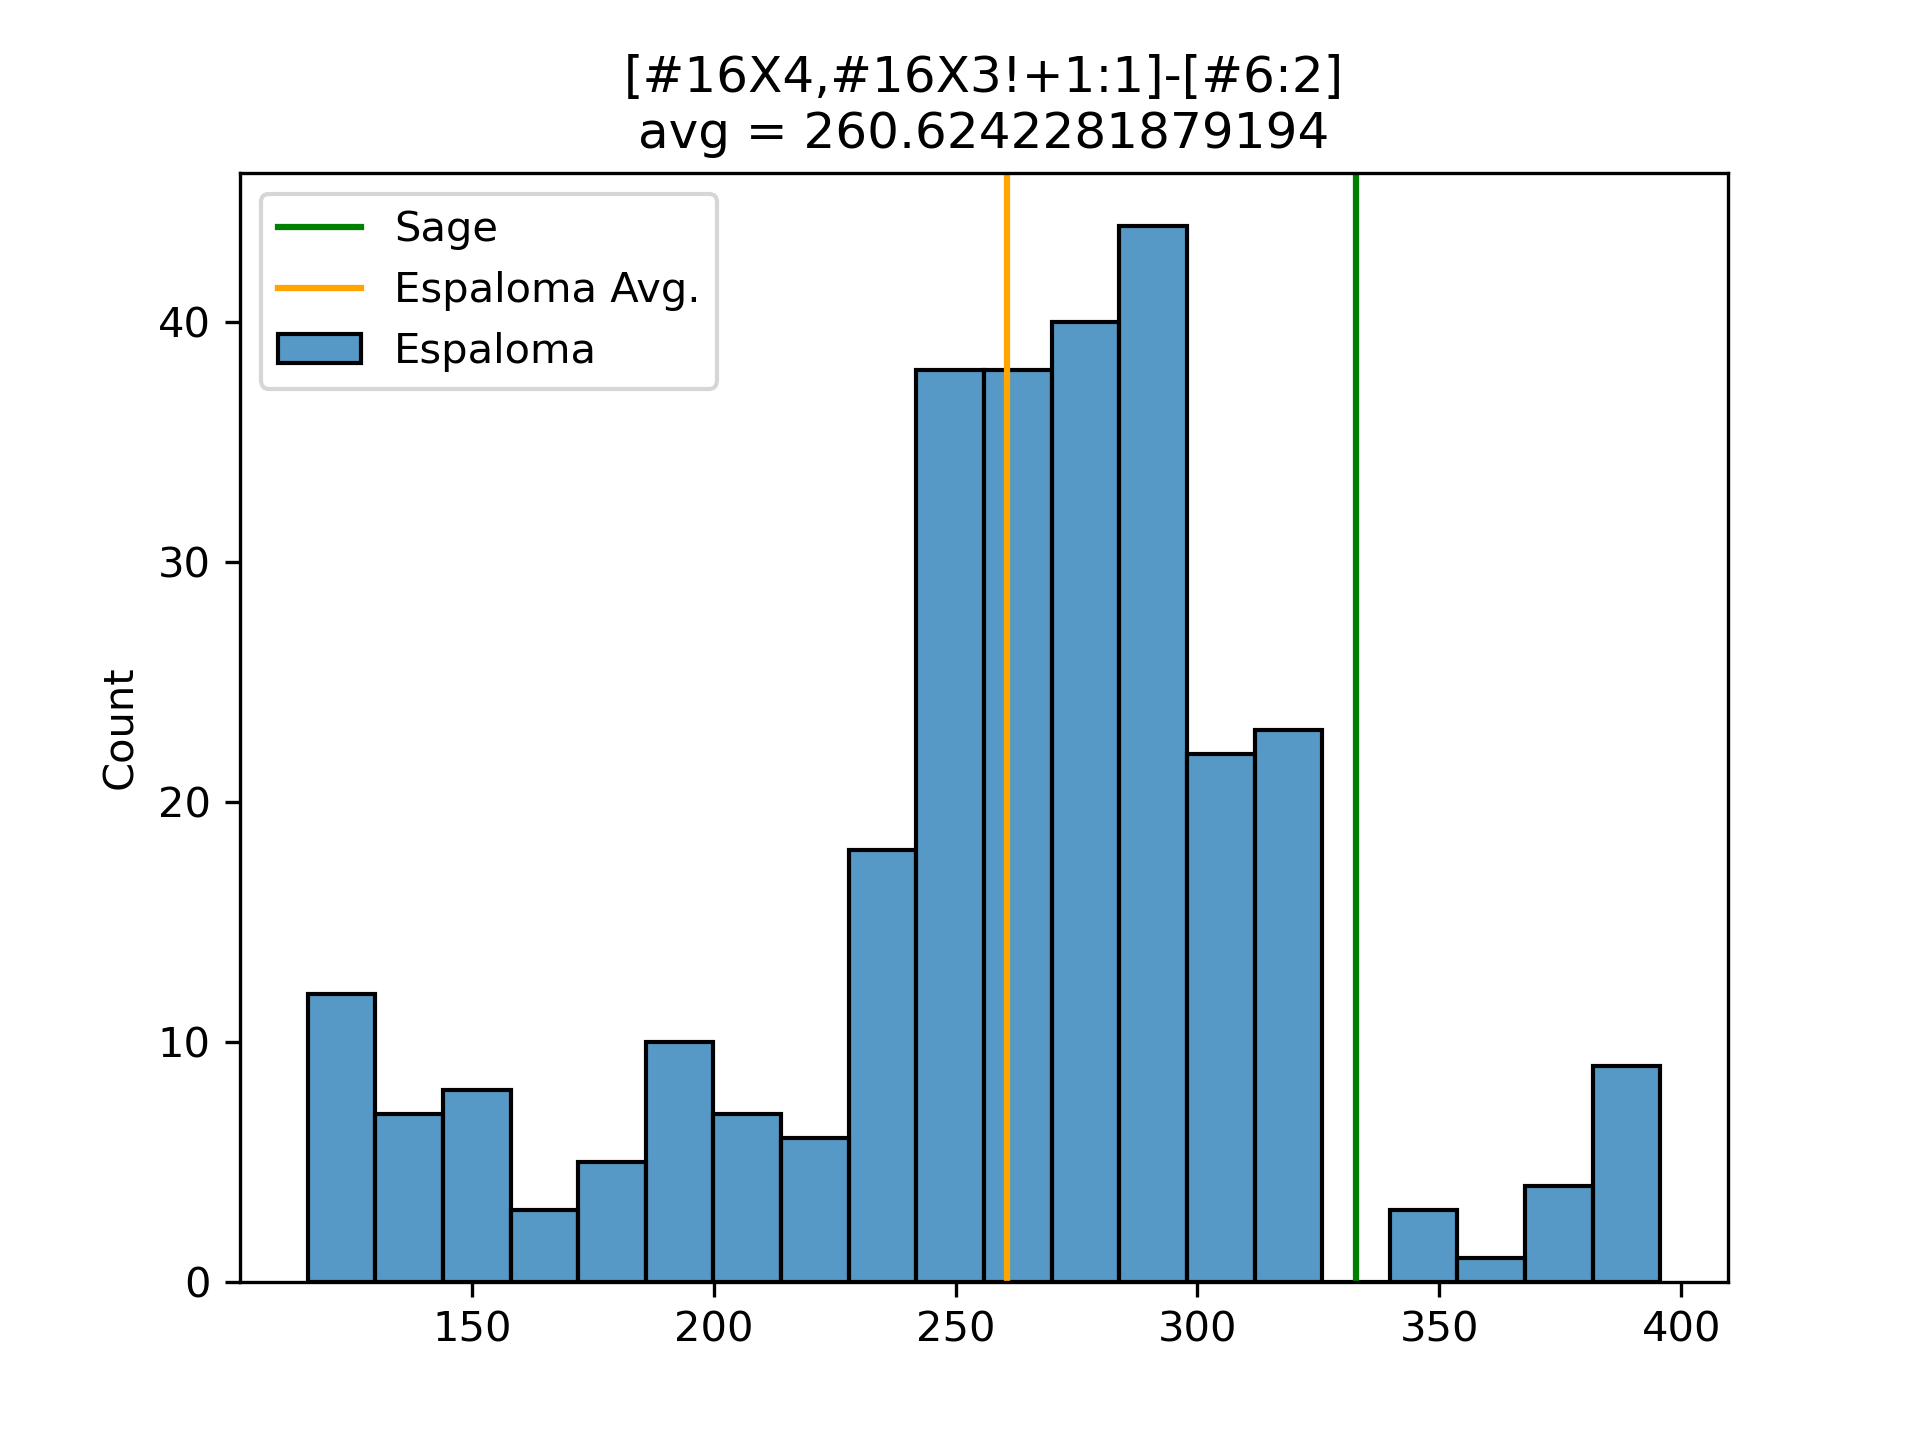 [#16X4,#16X3!+1:1]-[#6:2]
avg = 260.6242281879194
Sage
Espaloma Avg.
Espaloma
40
30
20
10
0
Count
150 200 250 300 350 400